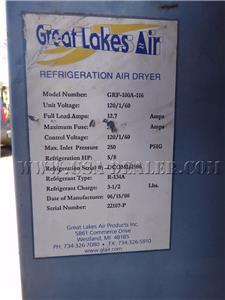 Great Lakes Air
REFRIGERATION AIR DRYER
Model Number: GRF-100A-116
Unit Voltage: 120/1/60
Full Load Amps: 12.7 Amps
Maximum Fuse: Amps
Control Voltage: 120/1/60
Max. Inlet Pressure 250 PSIG
Refrigeration HP: 5/8
Refrigeration Serial #:
Refrigerant Type: R-134A
Refrigerant Charge: 3-1/2 Lbs.
Date of Manufacture: 06/15/00
Serial Number: 22107-P
Great Lakes Air Products Inc.
5861 Commerce Drive
Westland, MI 48185
PH: 734-326-7080 • FX: 734-326-5910
www.glair.com